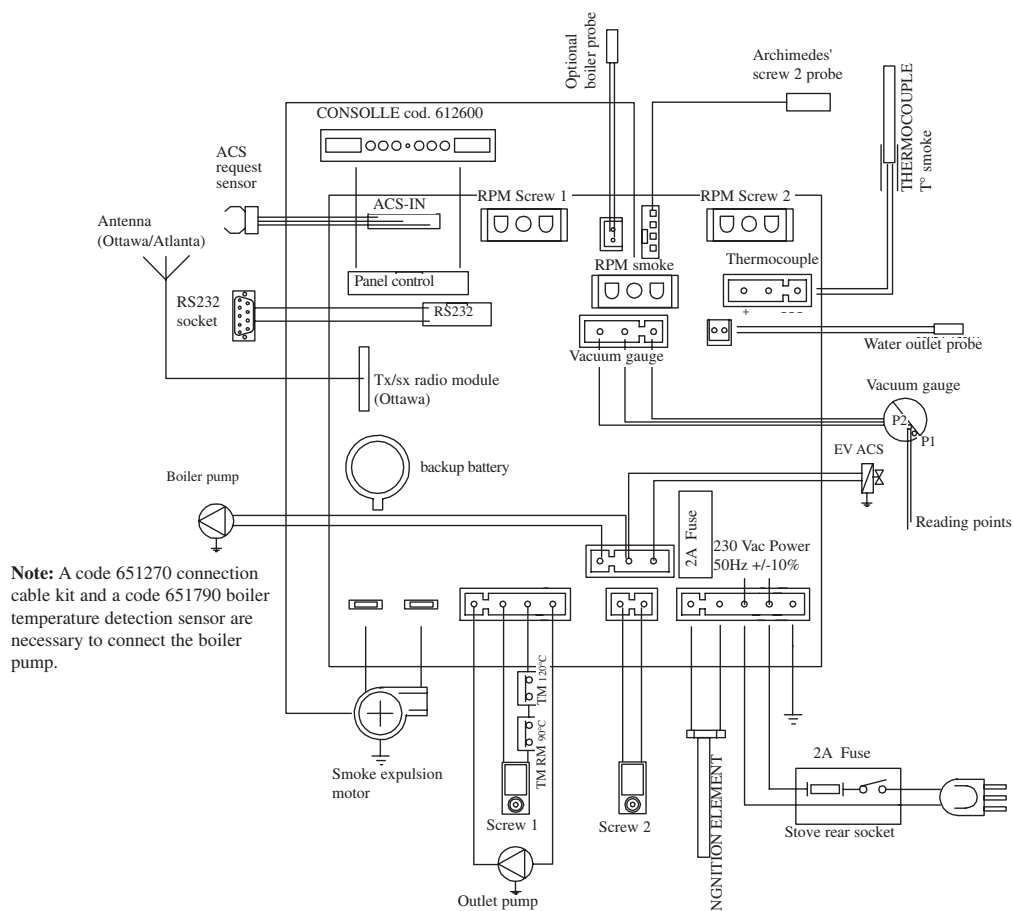 Optional
boiler probe
Archimedes'
screw 2 probe
THERMOCOUPLE
T° smoke
CONSOLLE cod. 612600
ACS
request
sensor
RPM Screw 1
RPM Screw 2
ACS-IN
Antenna
(Ottawa/Atlanta)
RPM smoke
Thermocouple
Panel control
RS232
socket
RS232
+
---
Vacuum gauge
Water outlet probe
Tx/sx radio module
(Ottawa)
Vacuum gauge
P2
P1
backup battery
EV ACS
Boiler pump
Reading points
2A Fuse
230 Vac Power
50Hz +/-10%
Note: A code 651270 connection
cable kit and a code 651790 boiler
temperature detection sensor are
necessary to connect the boiler
pump.
TM 120°C
TM RM 90°C
Smoke expulsion
motor
Screw 1
Screw 2
NGNITION ELEMENT
2A Fuse
Stove rear socket
Outlet pump